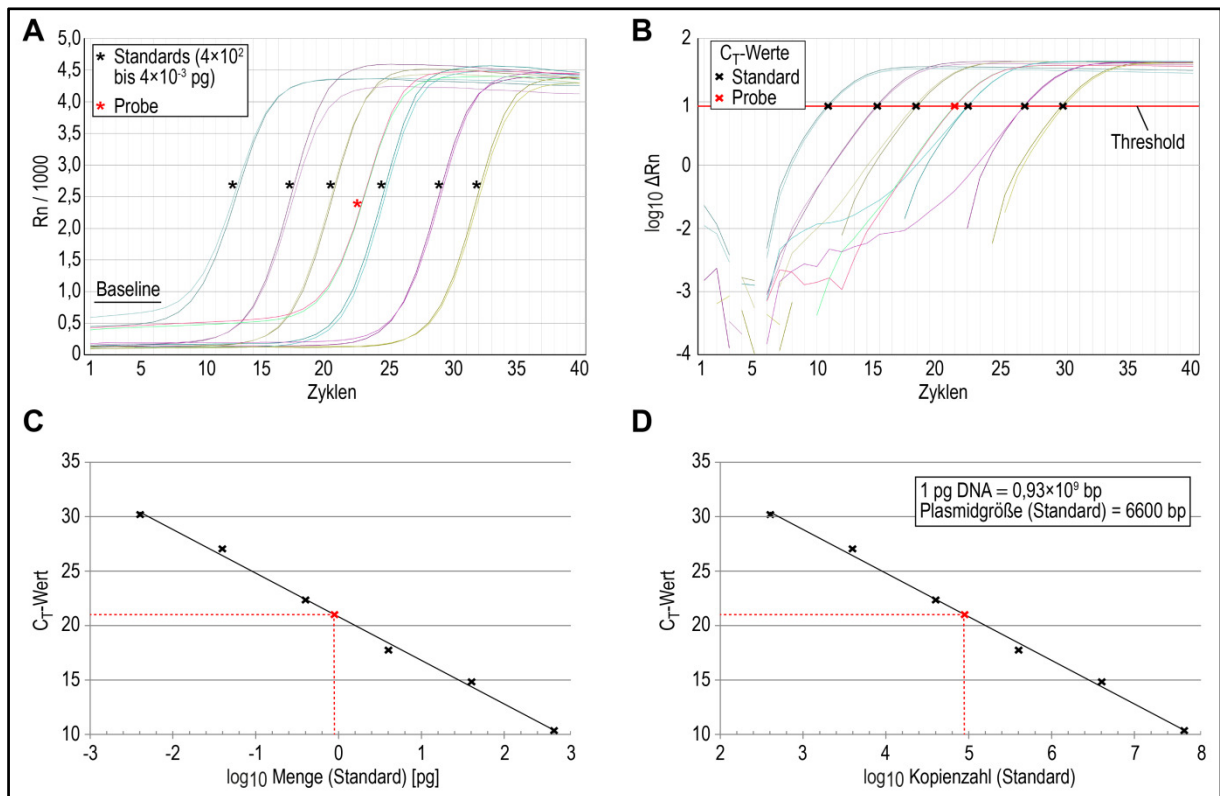 A
5,0
4,5
4,0
3,5
3,0
2,5
2,0
1,5
1,0
0,5
0
Rn / 1000
* Standards (4×10²
bis 4×10⁻³ pg)
* Probe
Baseline
1 5 10 15 20 25 30 35 40
Zyklen
B
2
1
0
-2
-3
-4
log10 ΔRn
CT-Werte
× Standard
× Probe
Threshold
1 5 10 15 20 25 30 35 40
Zyklen
C
35
30
25
20
15
10
CT-Wert
-3 -2 -1 0 1 2 3
log10 Menge (Standard) [pg]
D
35
30
25
20
15
10
CT-Wert
1 pg DNA = 0,93×10⁹ bp
Plasmidgröße (Standard) = 6600 bp
2 3 4 5 6 7 8
log10 Kopienzahl (Standard)